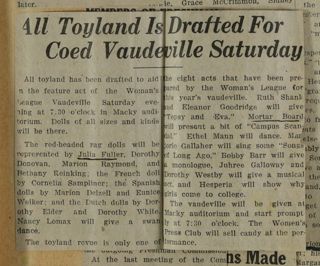 later.
ie, Grace McCrifamou, Sidney
All Toyland Is Drafted For
Coed Vaudeville Saturday
All toyland has been drafted to aid
in the feature act of the Woman's
League Vaudeville Saturday eve-
ning at 7:30 o'clock in Macky audi-
torium. Dolls of all sizes and kinds
will be there.
The red-headed rag dolls will be
represented by Julia Fuller, Dorothy
Donovan, Marion Raymond, and
Bethany Reinking; the French doll
by Cornelia Sampliner; the Spanish
dolls by Marion Dehsell and Eunice
Welker; and the Dutch dolls by Dor-
othy Elder and Dorothy White.
Nancy Lomax will give a swan
dance.
The toyland revue is only one of
the eight acts that have been pre-
pared by the Woman's League for
this year's vaudeville. Ruth Shank
Eleanor Goodridge will give
Topsy and Eva." Mortar Board
will present a bit of "Campus Sen-
" Ethel Mann will dance. Mar-
jorie Gallaher will sing some "Songs
of Long Ago." Bobby Barr will give
a monologue, Johree Galloway and
Dorothy Westby will give a musical
act, and Hesperia will show why
girls come to college.
The vaudeville will be given at
Macky auditorium and start prompt-
ly at 7:30 o'clock. The Women's
Press Club will sell candy at the per-
formance.
At the last meeting of the
ns Made